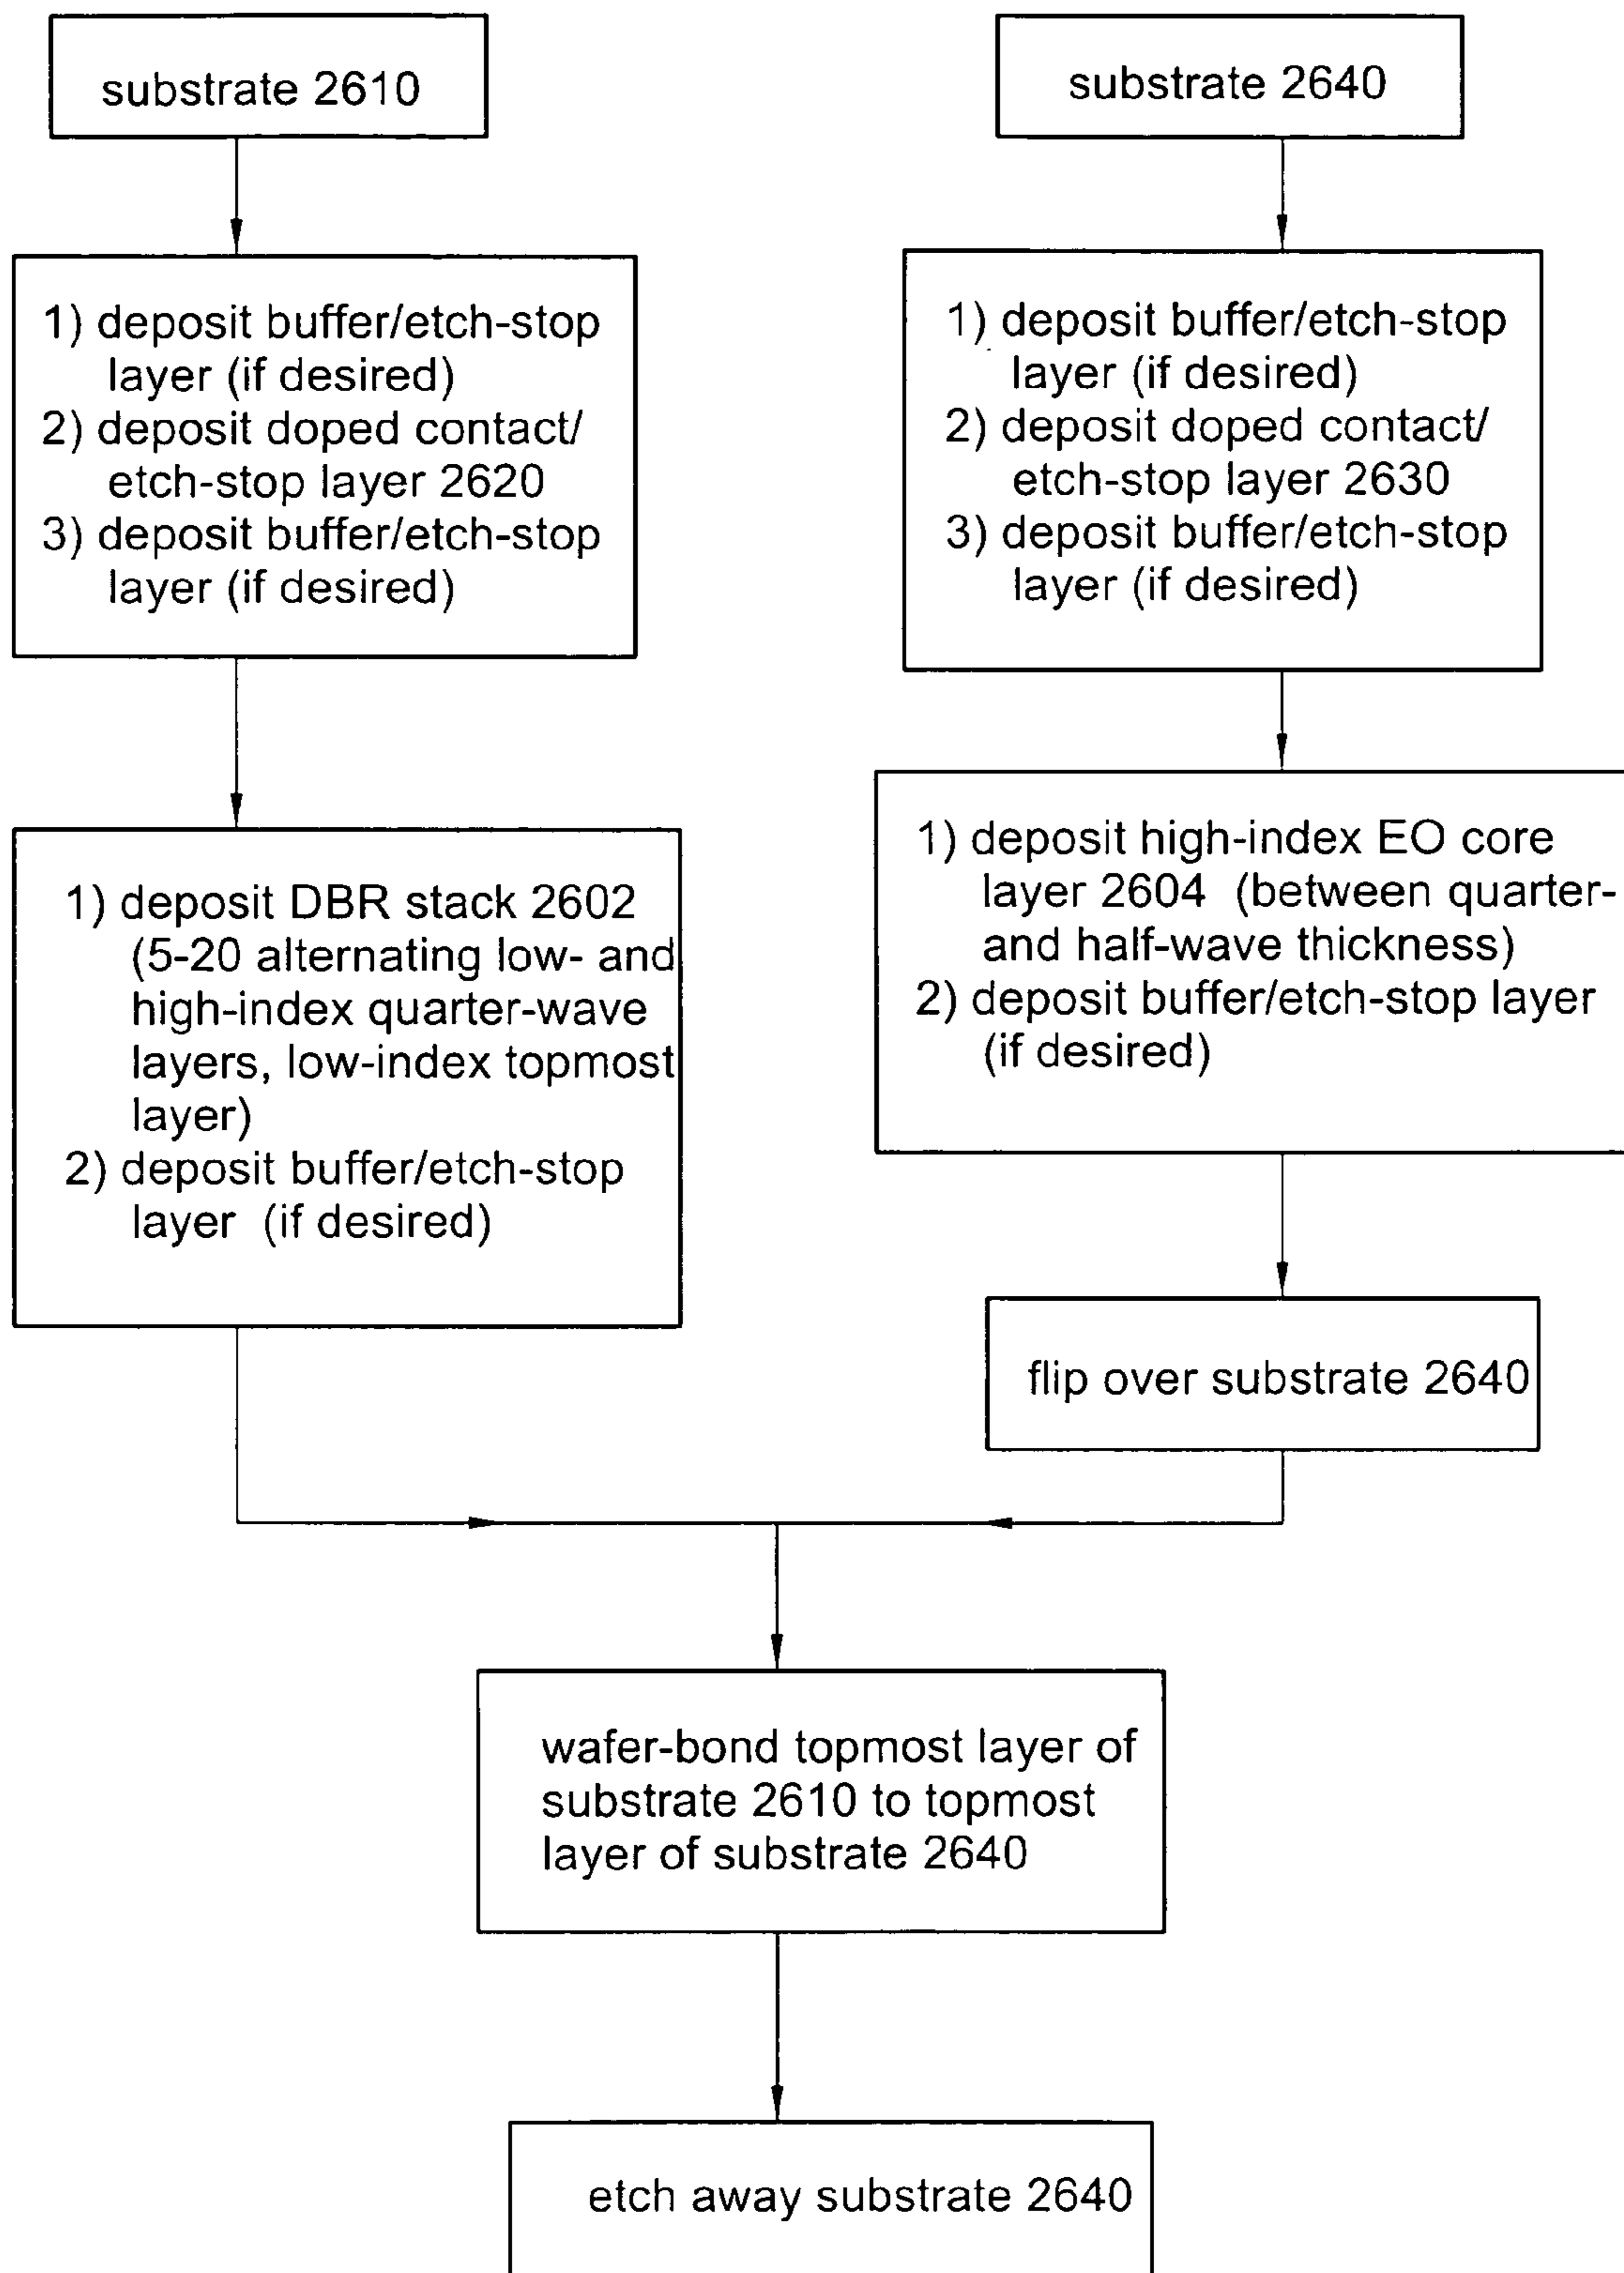 substrate 2610
substrate 2640
1) deposit buffer/etch-stop
layer (if desired)
2) deposit doped contact/
etch-stop layer 2620
3) deposit buffer/etch-stop
layer (if desired)
1) deposit buffer/etch-stop
layer (if desired)
2) deposit doped contact/
etch-stop layer 2630
3) deposit buffer/etch-stop
layer (if desired)
1) deposit DBR stack 2602
(5-20 alternating low- and
high-index quarter-wave
layers, low-index topmost
layer)
2) deposit buffer/etch-stop
layer (if desired)
1) deposit high-index EO core
layer 2604 (between quarter-
and half-wave thickness)
2) deposit buffer/etch-stop layer
(if desired)
flip over substrate 2640
wafer-bond topmost layer of
substrate 2610 to topmost
layer of substrate 2640
etch away substrate 2640